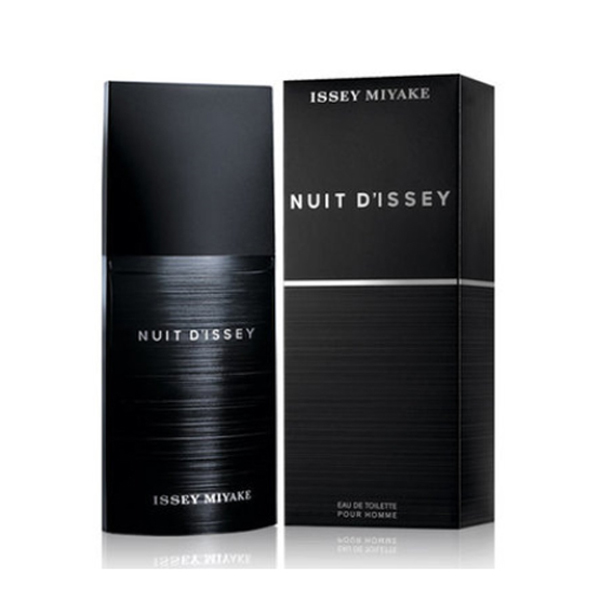 ISSEY MIYAKE
NUIT D'ISSEY
EAU DE TOILETTE
POUR HOMME
NUIT D'ISSEY
ISSEY MIYAKE